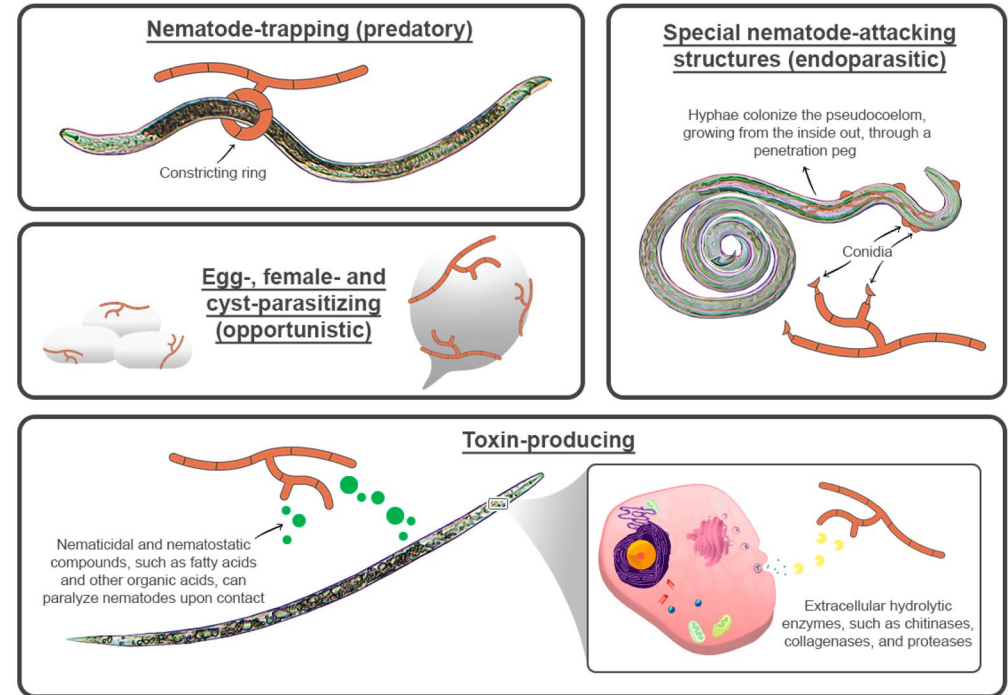 Nematode-trapping (predatory)
Constricting ring
Special nematode-attacking
structures (endoparasitic)
Hyphae colonize the pseudocoelom,
growing from the inside out, through a
penetration peg
Conidia
Egg-, female- and
cyst-parasitizing
(opportunistic)
Toxin-producing
Nematicidal and nematostatic
compounds, such as fatty acids
and other organic acids, can
paralyze nematodes upon contact
Extracellular hydrolytic
enzymes, such as chitinases,
collagenases, and proteases